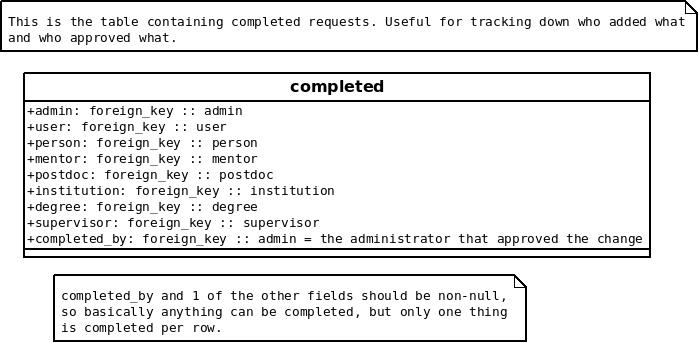 This is the table containing completed requests. Useful for tracking down who added what
and who approved what.
completed
+admin: foreign_key :: admin
+user: foreign_key :: user
+person: foreign_key :: person
+mentor: foreign_key :: mentor
+postdoc: foreign_key :: postdoc
+institution: foreign_key :: institution
+degree: foreign_key :: degree
+supervisor: foreign_key :: supervisor
+completed_by: foreign_key :: admin = the administrator that approved the change
completed_by and 1 of the other fields should be non-null,
so basically anything can be completed, but only one thing
is completed per row.